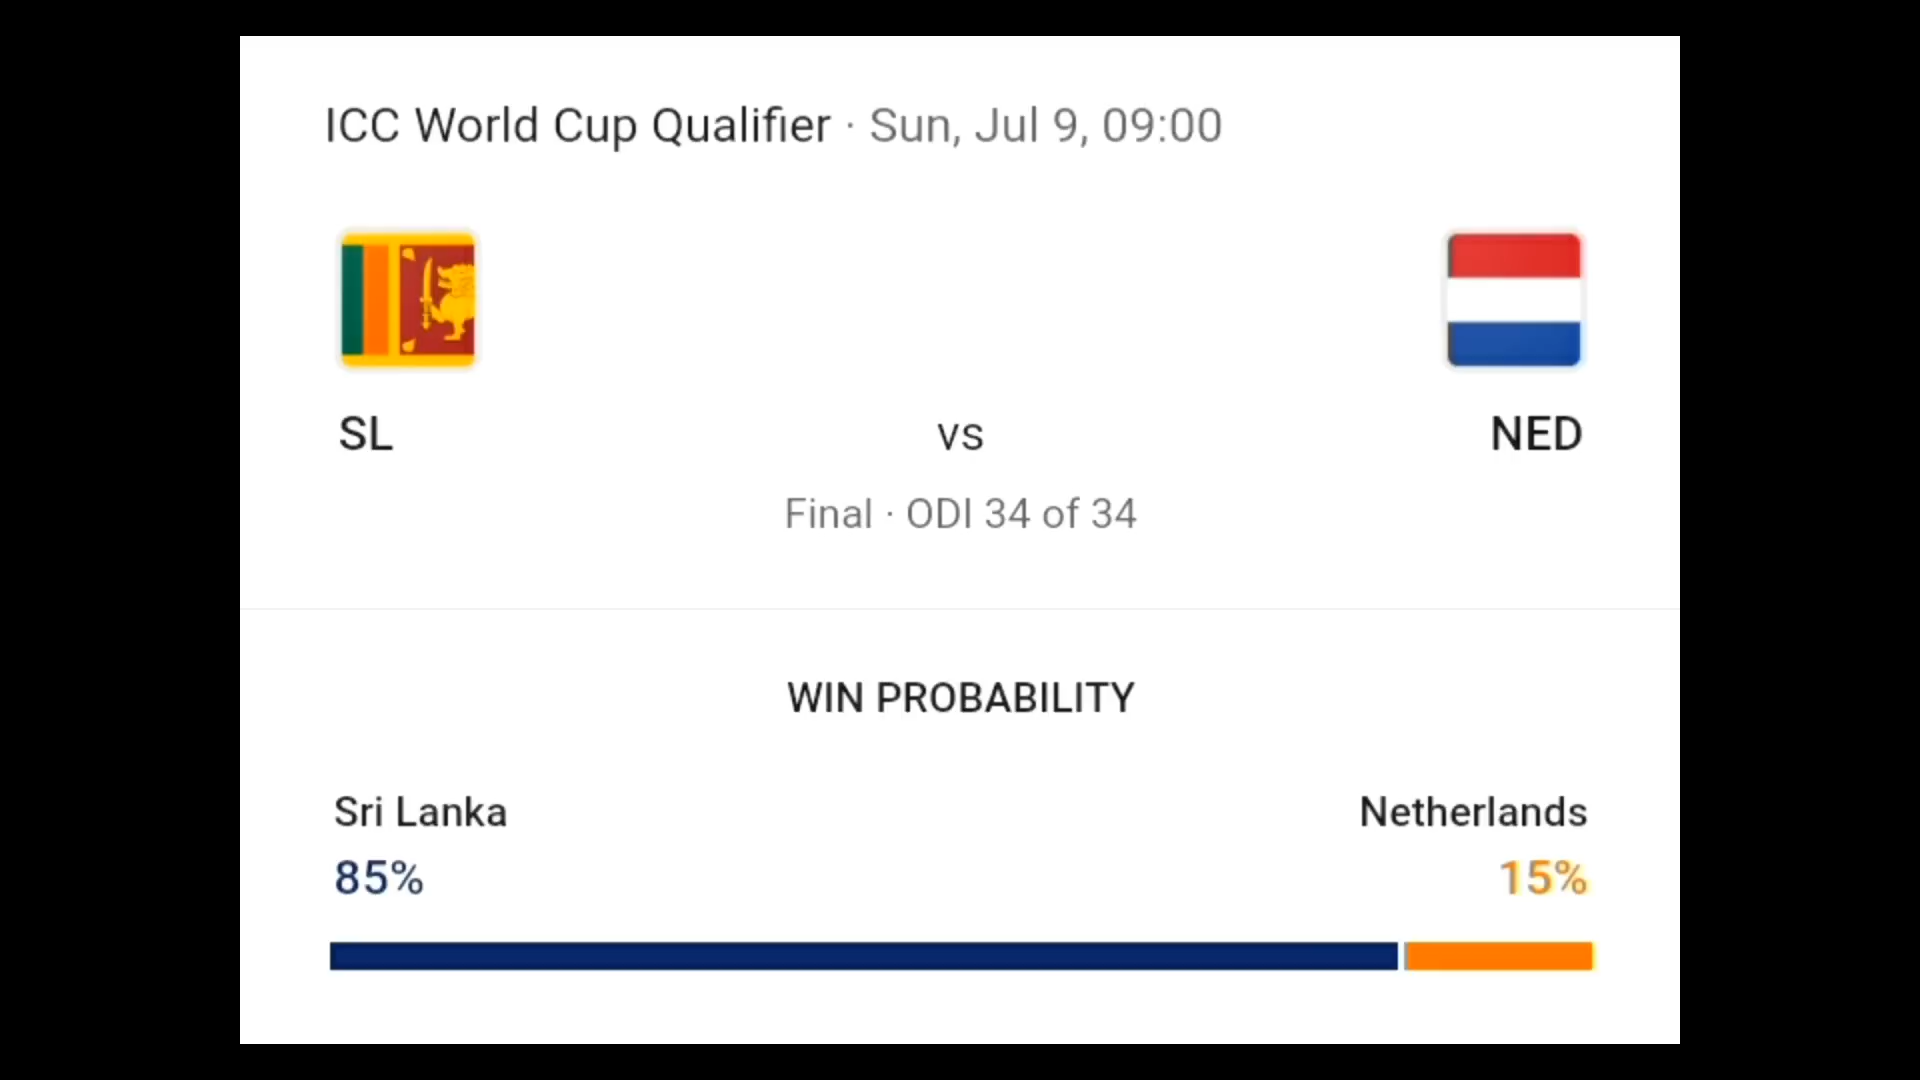 ICC World Cup Qualifier · Sun, Jul 9, 09:00
SL vs NED
Final · ODI 34 of 34
WIN PROBABILITY
Sri Lanka Netherlands
85% 15%